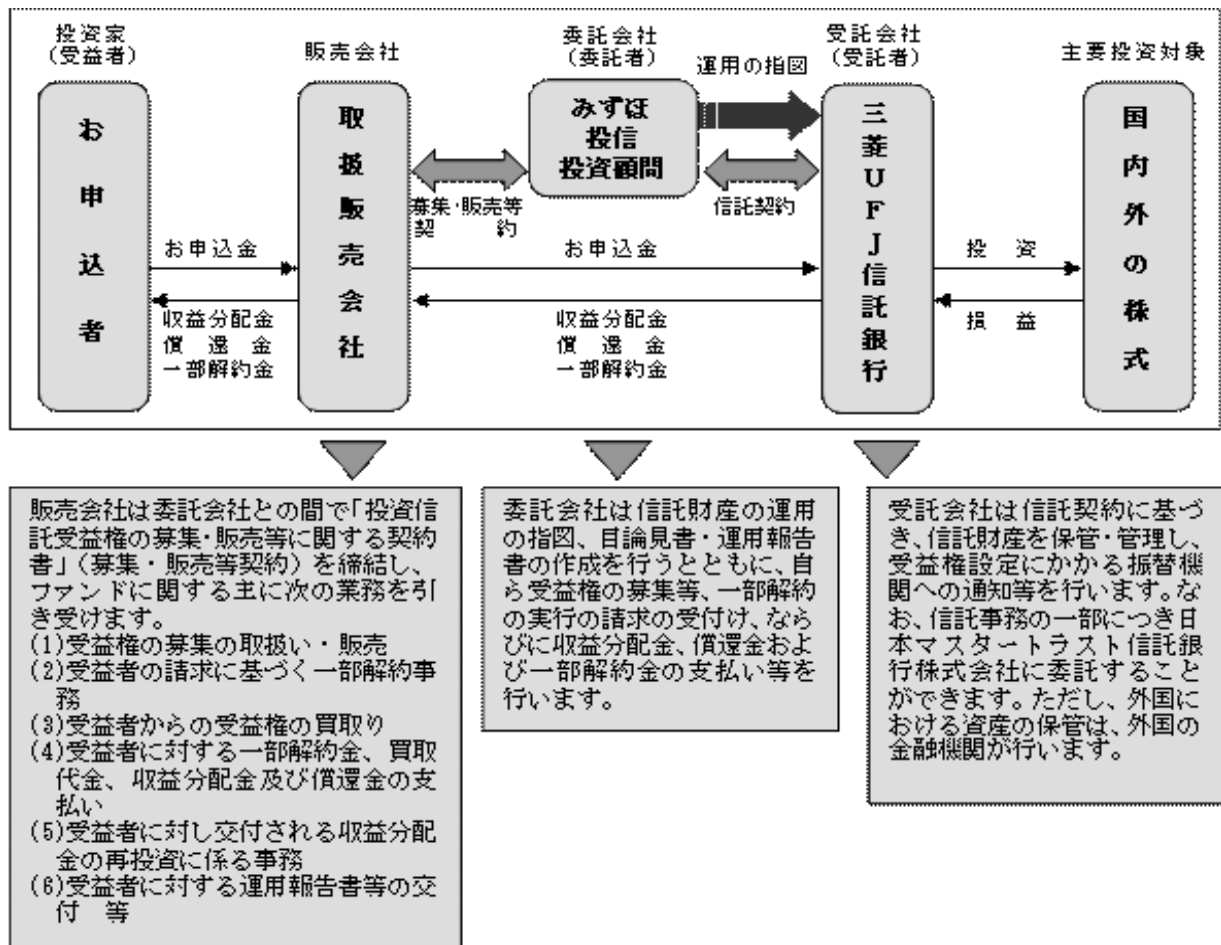 投資家
(受益者)
販売会社
委託会社
(委託者)
受託会社
(受託者)
主要投資対象
運用の指図
お申込者
取扱販売会社
みずほ
投信
投資顧問
三菱UFJ信託銀行
国内外の株式
募集・販売等
契　約
信託契約
お申込金
お申込金
投　資
収益分配金
償　還　金
一部解約金
収益分配金
償　還　金
一部解約金
損　益
販売会社は委託会社との間で「投資信
託受益権の募集・販売等に関する契約
書」(募集・販売等契約)を締結し、
ファンドに関する主に次の業務を引
き受けます。
(1)受益権の募集の取扱い・販売
(2)受益者の請求に基づく一部解約事
務
(3)受益者からの受益権の買取り
(4)受益者に対する一部解約金、買取
代金、収益分配金及び償還金の支
払い
(5)受益者に対し交付される収益分配
金の再投資に係る事務
(6)受益者に対する運用報告書等の交
付　等
委託会社は信託財産の運用
の指図、目論見書・運用報告
書の作成を行うとともに、自
ら受益権の募集等、一部解約
の実行の請求の受付け、なら
びに収益分配金、償還金およ
び一部解約金の支払い等を
行います。
受託会社は信託契約に基づ
き、信託財産を保管・管理し、
受益権設定にかかる振替機
関への通知等を行います。な
お、信託事務の一部につき日
本マスタートラスト信託銀
行株式会社に委託すること
ができます。ただし、外国に
おける資産の保管は、外国の
金融機関が行います。